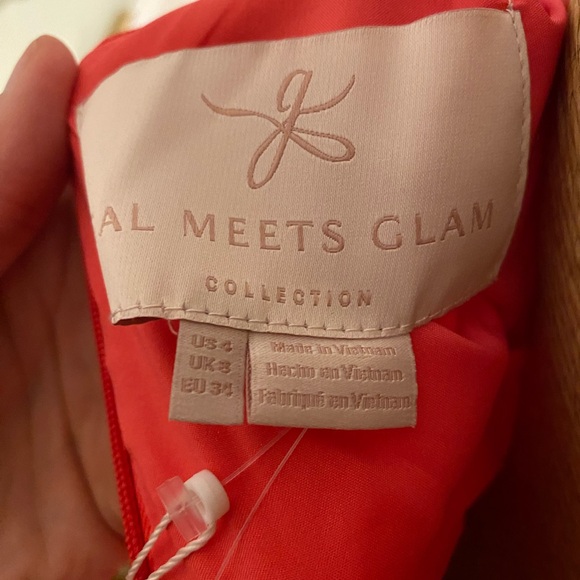 g
AL MEETS GLAM
COLLECTION
US 4
UK 8
EU 34
Made in Vietnam
Hecho en Vietnam
Fabriqué en Vietnam